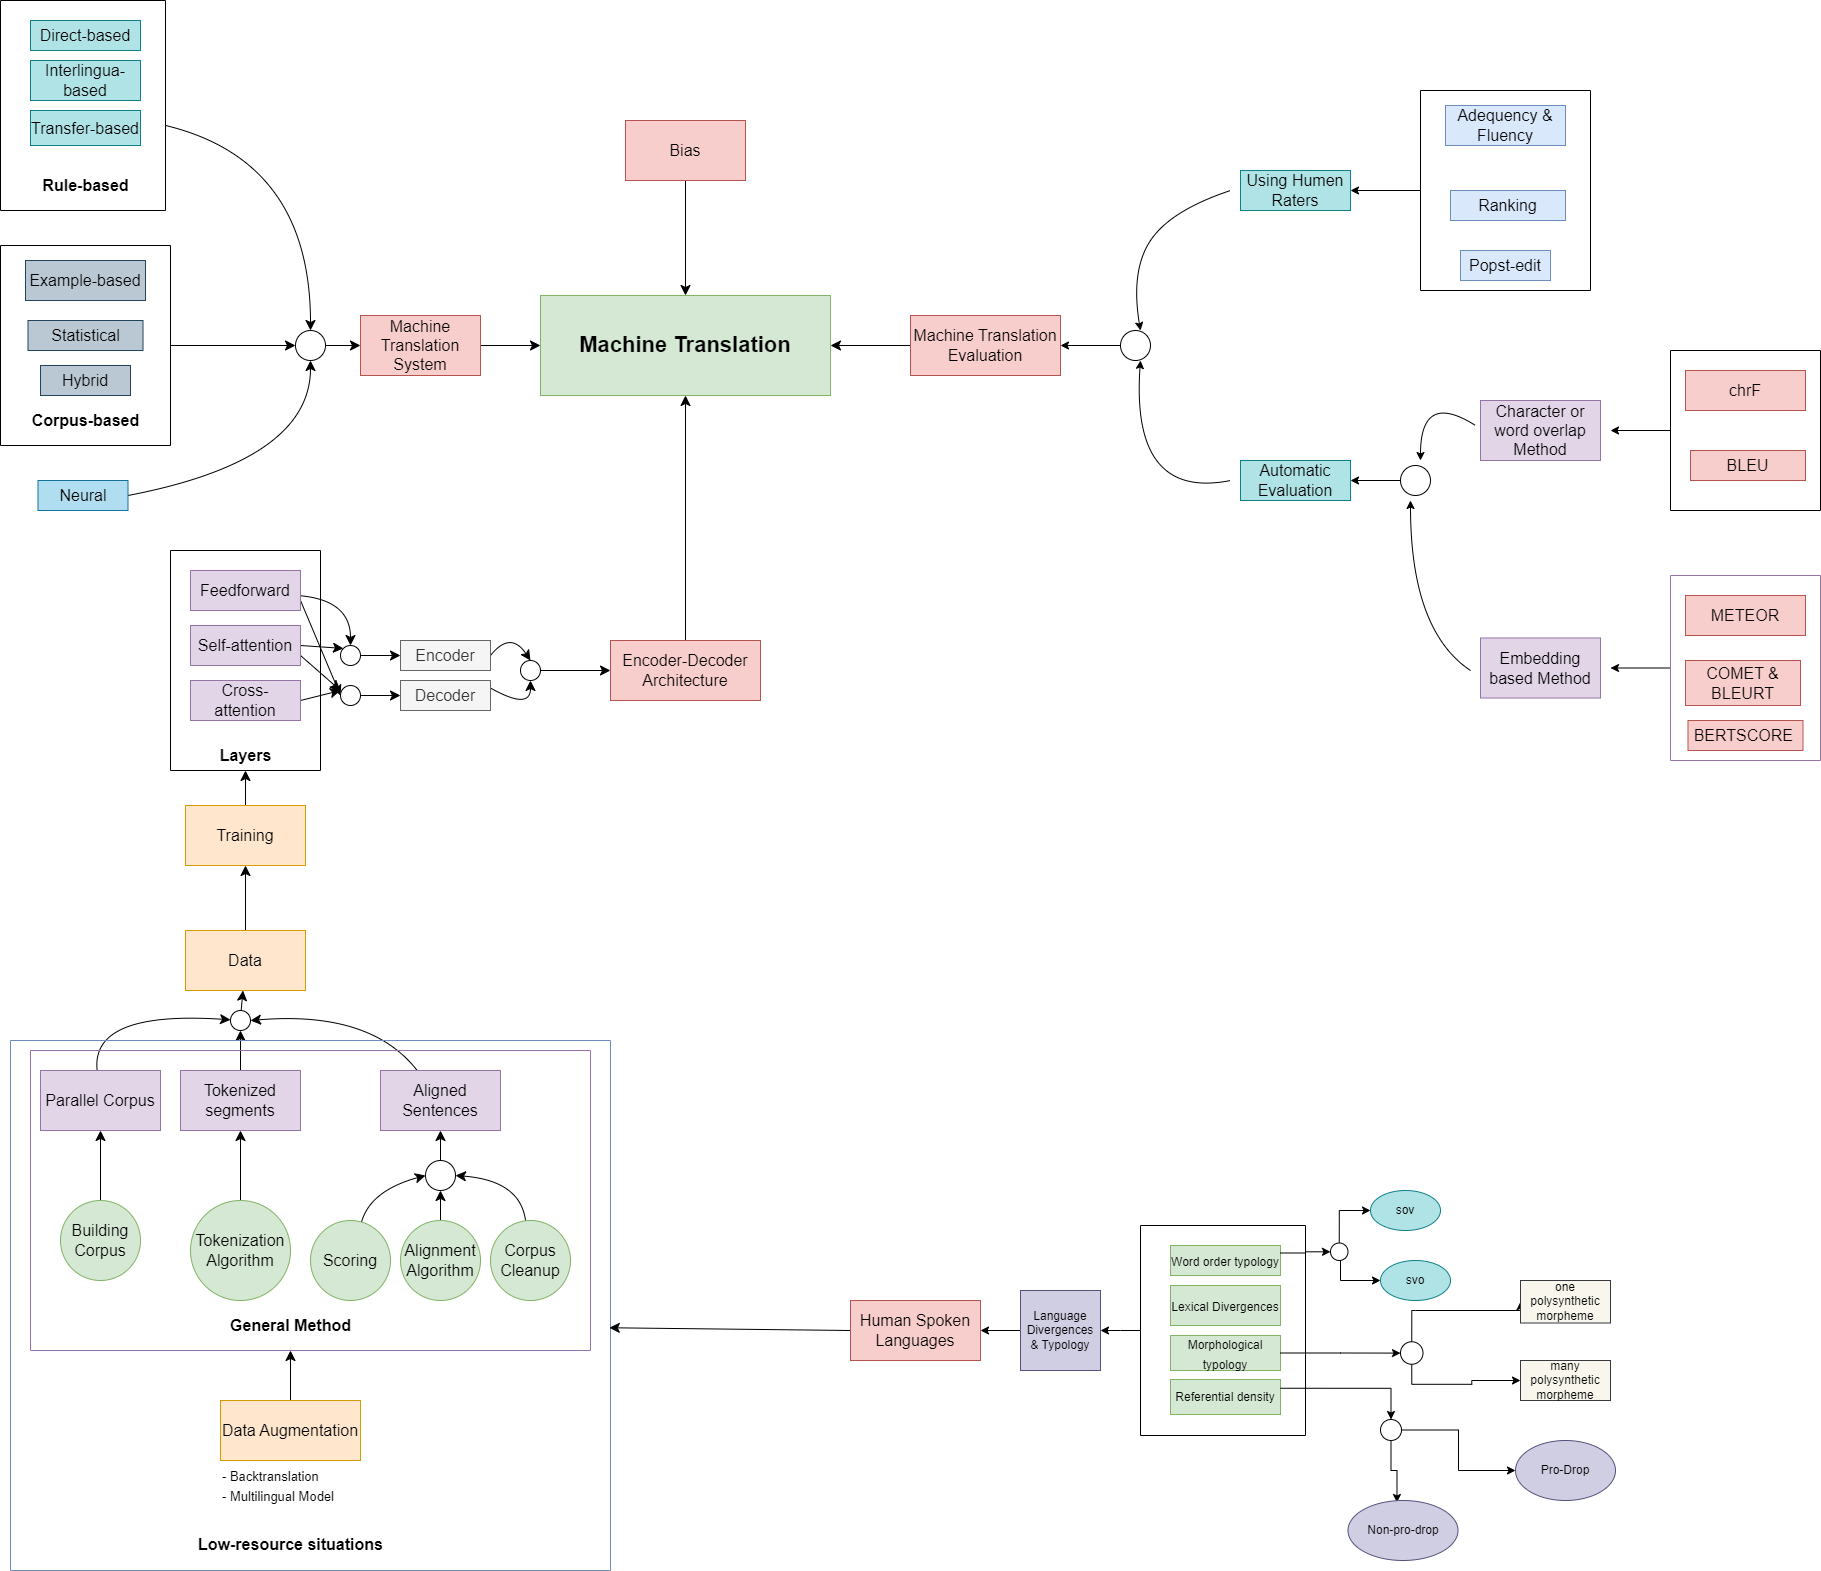 Direct-based
Interlingua-
based
Transfer-based
Rule-based
Example-based
Statistical
Hybrid
Corpus-based
Neural
Machine
Translation
System
Bias
Machine Translation
Machine Translation
Evaluation
Using Humen
Raters
Adequency &
Fluency
Ranking
Popst-edit
Automatic
Evaluation
Character or
word overlap
Method
chrF
BLEU
Embedding
based Method
METEOR
COMET &
BLEURT
BERTSCORE
Feedforward
Self-attention
Cross-
attention
Layers
Encoder
Decoder
Encoder-Decoder
Architecture
Training
Data
Parallel Corpus
Tokenized
segments
Aligned
Sentences
Building
Corpus
Tokenization
Algorithm
Scoring
Alignment
Algorithm
Corpus
Cleanup
General Method
Data Augmentation
- Backtranslation
- Multilingual Model
Low-resource situations
Human Spoken
Languages
Language
Divergences
& Typology
Word order typology
Lexical Divergences
Morphological
typology
Referential density
sov
svo
one
polysynthetic
morpheme
many
polysynthetic
morpheme
Pro-Drop
Non-pro-drop